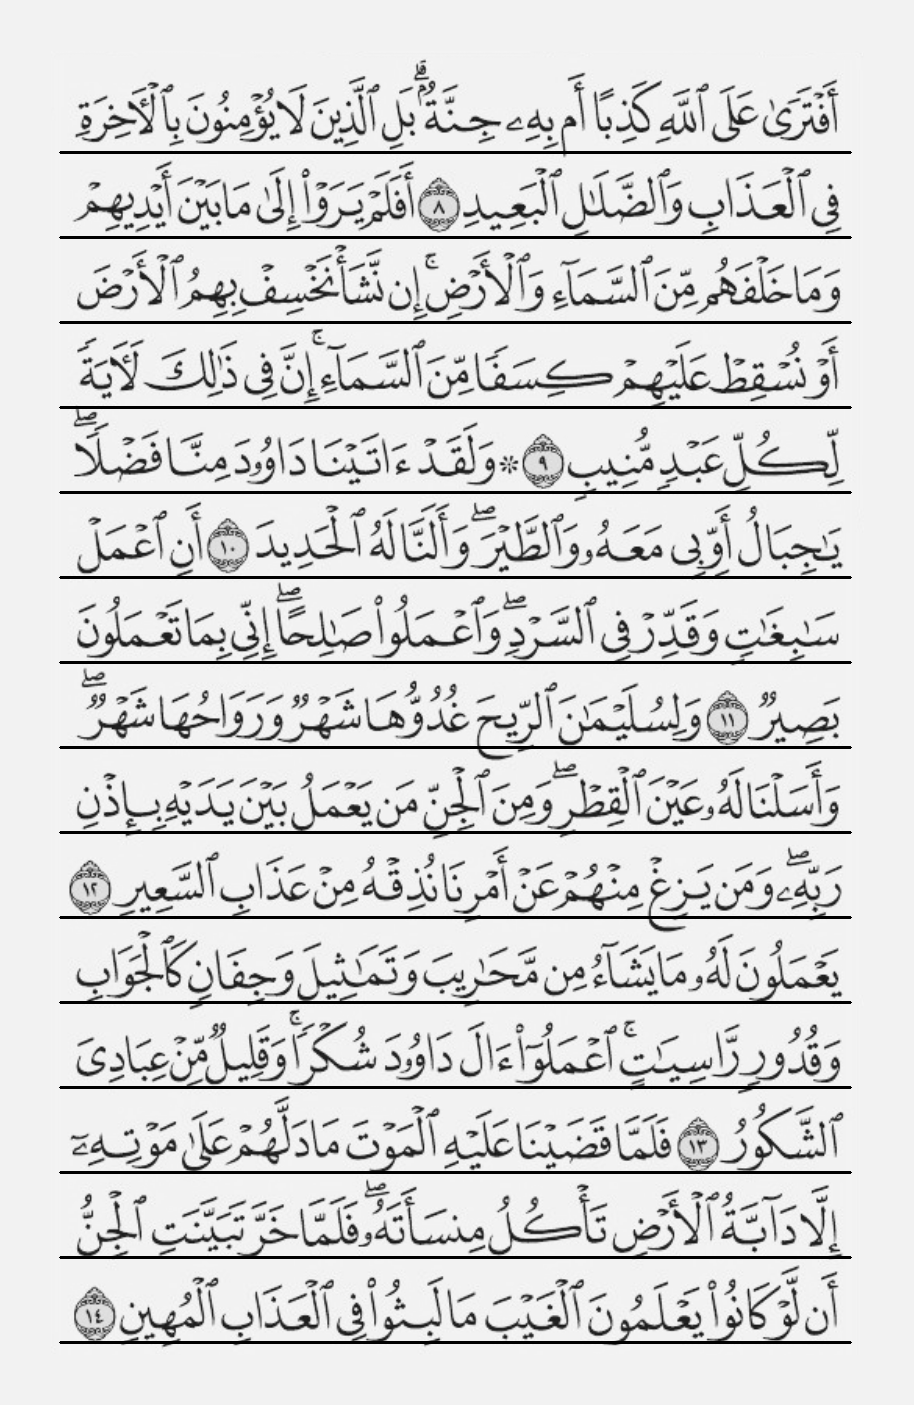 أَفْتَرَىٰ عَلَى ٱللَّهِ كَذِبًا أَم بِهِۦ جِنَّةٌۢ ۗ بَلِ ٱلَّذِينَ لَا يُؤْمِنُونَ بِٱلْـَٔاخِرَةِ
فِى ٱلْعَذَابِ وَٱلضَّلَـٰلِ ٱلْبَعِيدِ ٨ أَفَلَمْ يَرَوْا۟ إِلَىٰ مَا بَيْنَ أَيْدِيهِمْ
وَمَا خَلْفَهُم مِّنَ ٱلسَّمَآءِ وَٱلْأَرْضِ ۚ إِن نَّشَأْ نَخْسِفْ بِهِمُ ٱلْأَرْضَ
أَوْ نُسْقِطْ عَلَيْهِمْ كِسَفًا مِّنَ ٱلسَّمَآءِ ۚ إِنَّ فِى ذَٰلِكَ لَـَٔايَةً
لِّكُلِّ عَبْدٍ مُّنِيبٍ ٩ ۞ وَلَقَدْ ءَاتَيْنَا دَاوُۥدَ مِنَّا فَضْلًا ۖ
يَـٰجِبَالُ أَوِّبِى مَعَهُۥ وَٱلطَّيْرَ ۖ وَأَلَنَّا لَهُ ٱلْحَدِيدَ ١٠ أَنِ ٱعْمَلْ
سَـٰبِغَـٰتٍ وَقَدِّرْ فِى ٱلسَّرْدِ ۖ وَٱعْمَلُوا۟ صَـٰلِحًا ۖ إِنِّى بِمَا تَعْمَلُونَ
بَصِيرٌ ١١ وَلِسُلَيْمَـٰنَ ٱلرِّيحَ غُدُوُّهَا شَهْرٌ وَرَوَاحُهَا شَهْرٌ ۖ
وَأَسَلْنَا لَهُۥ عَيْنَ ٱلْقِطْرِ ۖ وَمِنَ ٱلْجِنِّ مَن يَعْمَلُ بَيْنَ يَدَيْهِ بِإِذْنِ
رَبِّهِۦ ۖ وَمَن يَزِغْ مِنْهُمْ عَنْ أَمْرِنَا نُذِقْهُ مِنْ عَذَابِ ٱلسَّعِيرِ ١٢
يَعْمَلُونَ لَهُۥ مَا يَشَآءُ مِن مَّحَـٰرِيبَ وَتَمَـٰثِيلَ وَجِفَانٍ كَٱلْجَوَابِ
وَقُدُورٍ رَّاسِيَـٰتٍ ۚ ٱعْمَلُوٓا۟ ءَالَ دَاوُۥدَ شُكْرًا ۚ وَقَلِيلٌ مِّنْ عِبَادِىَ
ٱلشَّكُورُ ١٣ فَلَمَّا قَضَيْنَا عَلَيْهِ ٱلْمَوْتَ مَا دَلَّهُمْ عَلَىٰ مَوْتِهِۦٓ
إِلَّا دَآبَّةُ ٱلْأَرْضِ تَأْكُلُ مِنسَأَتَهُۥ ۖ فَلَمَّا خَرَّ تَبَيَّنَتِ ٱلْجِنُّ
أَن لَّوْ كَانُوا۟ يَعْلَمُونَ ٱلْغَيْبَ مَا لَبِثُوا۟ فِى ٱلْعَذَابِ ٱلْمُهِينِ ١٤